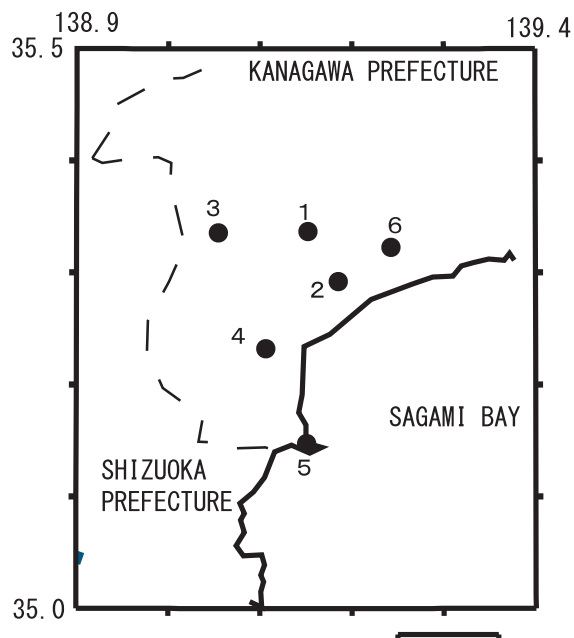 138.9
139.4
35.5
KANAGAWA PREFECTURE
3
1
6
2
4
SAGAMI BAY
5
SHIZUOKA
PREFECTURE
35.0